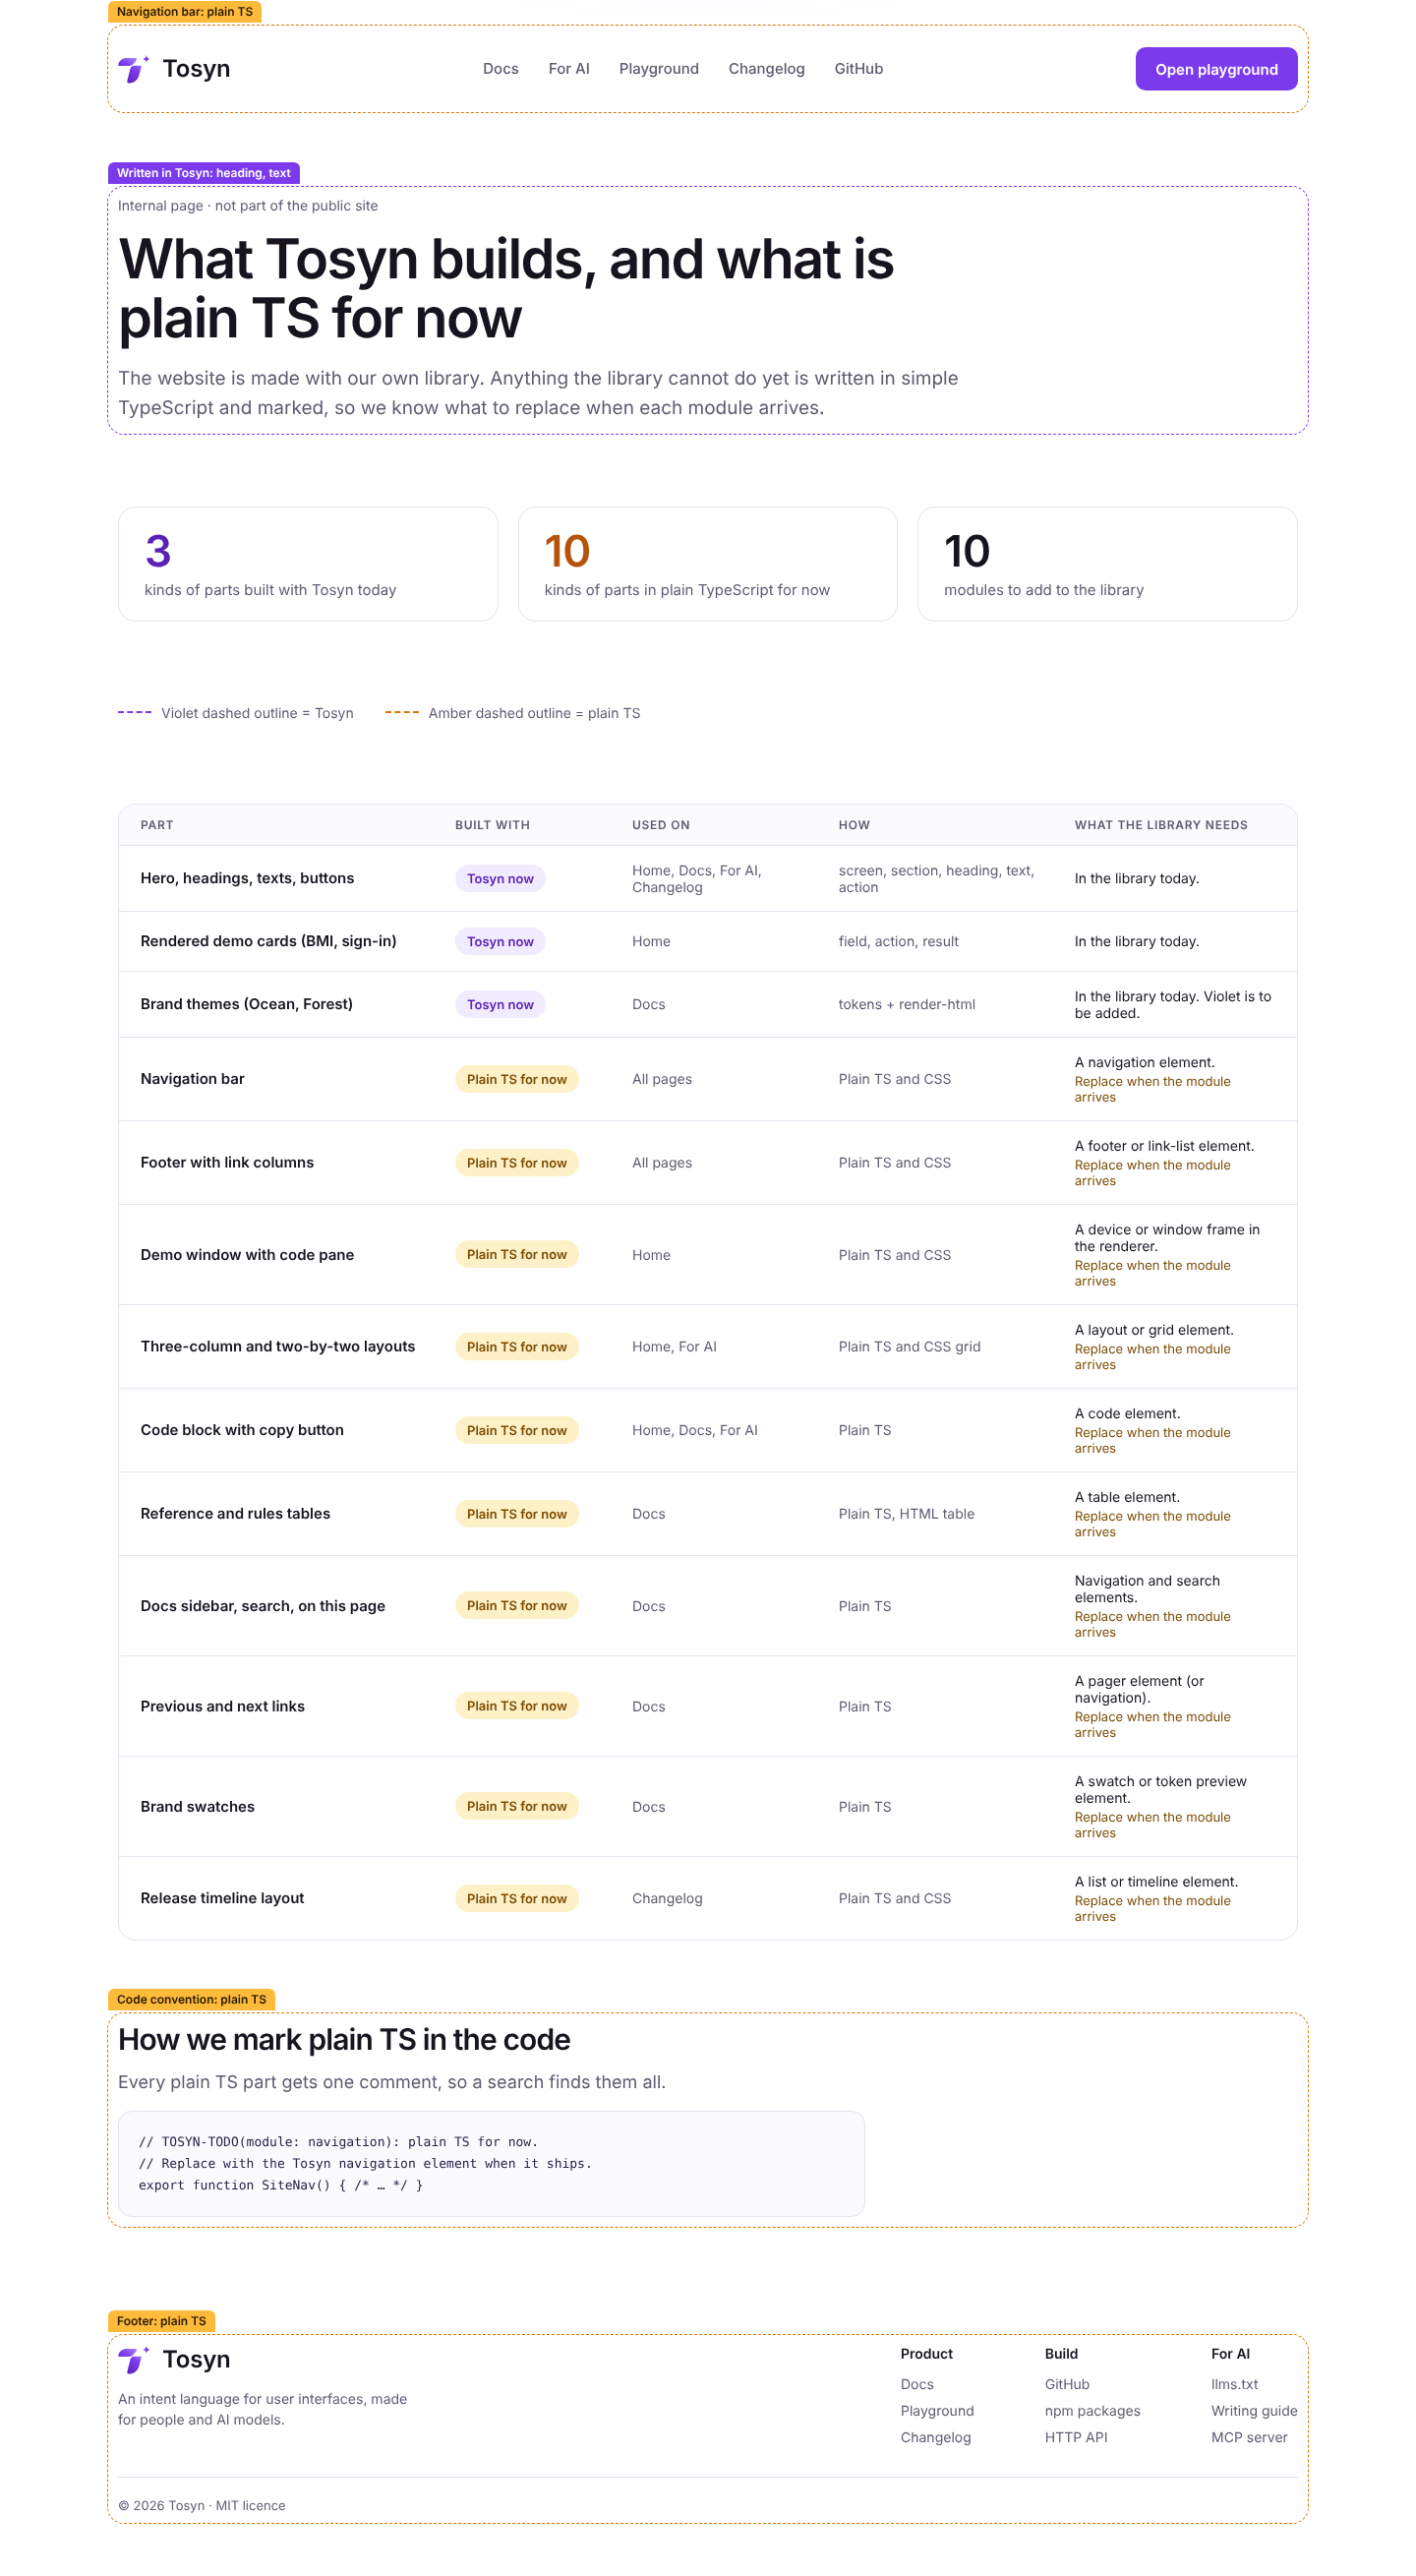 Navigation bar: plain TS
Tosyn
Docs
For AI
Playground
Changelog
GitHub
Open playground
Written in Tosyn: heading, text
Internal page · not part of the public site
What Tosyn builds, and what is
plain TS for now
The website is made with our own library. Anything the library cannot do yet is written in simple
TypeScript and marked, so we know what to replace when each module arrives.
3
kinds of parts built with Tosyn today
10
kinds of parts in plain TypeScript for now
10
modules to add to the library
Violet dashed outline = Tosyn
Amber dashed outline = plain TS
PART
BUILT WITH
USED ON
HOW
WHAT THE LIBRARY NEEDS
Hero, headings, texts, buttons
Tosyn now
Home, Docs, For AI,
Changelog
screen, section, heading, text,
action
In the library today.
Rendered demo cards (BMI, sign-in)
Tosyn now
Home
field, action, result
In the library today.
Brand themes (Ocean, Forest)
Tosyn now
Docs
tokens + render-html
In the library today. Violet is to
be added.
Navigation bar
Plain TS for now
All pages
Plain TS and CSS
A navigation element.
Replace when the module
arrives
Footer with link columns
Plain TS for now
All pages
Plain TS and CSS
A footer or link-list element.
Replace when the module
arrives
Demo window with code pane
Plain TS for now
Home
Plain TS and CSS
A device or window frame in
the renderer.
Replace when the module
arrives
Three-column and two-by-two layouts
Plain TS for now
Home, For AI
Plain TS and CSS grid
A layout or grid element.
Replace when the module
arrives
Code block with copy button
Plain TS for now
Home, Docs, For AI
Plain TS
A code element.
Replace when the module
arrives
Reference and rules tables
Plain TS for now
Docs
Plain TS, HTML table
A table element.
Replace when the module
arrives
Docs sidebar, search, on this page
Plain TS for now
Docs
Plain TS
Navigation and search
elements.
Replace when the module
arrives
Previous and next links
Plain TS for now
Docs
Plain TS
A pager element (or
navigation).
Replace when the module
arrives
Brand swatches
Plain TS for now
Docs
Plain TS
A swatch or token preview
element.
Replace when the module
arrives
Release timeline layout
Plain TS for now
Changelog
Plain TS and CSS
A list or timeline element.
Replace when the module
arrives
Code convention: plain TS
How we mark plain TS in the code
Every plain TS part gets one comment, so a search finds them all.
// TOSYN-TODO(module: navigation): plain TS for now.
// Replace with the Tosyn navigation element when it ships.
export function SiteNav() { /* … */ }
Footer: plain TS
Tosyn
An intent language for user interfaces, made
for people and AI models.
Product
Docs
Playground
Changelog
Build
GitHub
npm packages
HTTP API
For AI
llms.txt
Writing guide
MCP server
© 2026 Tosyn · MIT licence